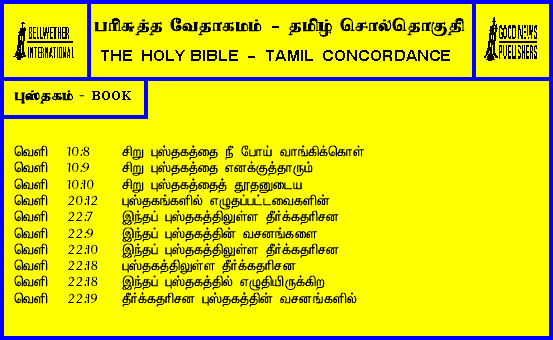 BELLWETHER
INTERNATIONAL
பரிசுத்த வேதாகமம் - தமிழ் சொல்தொகுதி
THE HOLY BIBLE - TAMIL CONCORDANCE
GOOD NEWS
PUBLISHERS
புஸ்தகம் - BOOK
வெளி 10:8 சிறு புஸ்தகத்தை நீ போய் வாங்கிக்கொள்
வெளி 10:9 சிறு புஸ்தகத்தை எனக்குத்தாரும்
வெளி 10:10 சிறு புஸ்தகத்தைத் தூதனுடைய
வெளி 20:12 புஸ்தகங்களில் எழுதப்பட்டவைகளின்
வெளி 22:7 இந்தப் புஸ்தகத்திலுள்ள தீர்க்கதரிசன
வெளி 22:9 இந்தப் புஸ்தகத்தின் வசனங்களை
வெளி 22:10 இந்தப் புஸ்தகத்திலுள்ள தீர்க்கதரிசன
வெளி 22:18 புஸ்தகத்திலுள்ள தீர்க்கதரிசன
வெளி 22:18 இந்தப் புஸ்தகத்தில் எழுதியிருக்கிற
வெளி 22:19 தீர்க்கதரிசன புஸ்தகத்தின் வசனங்களில்